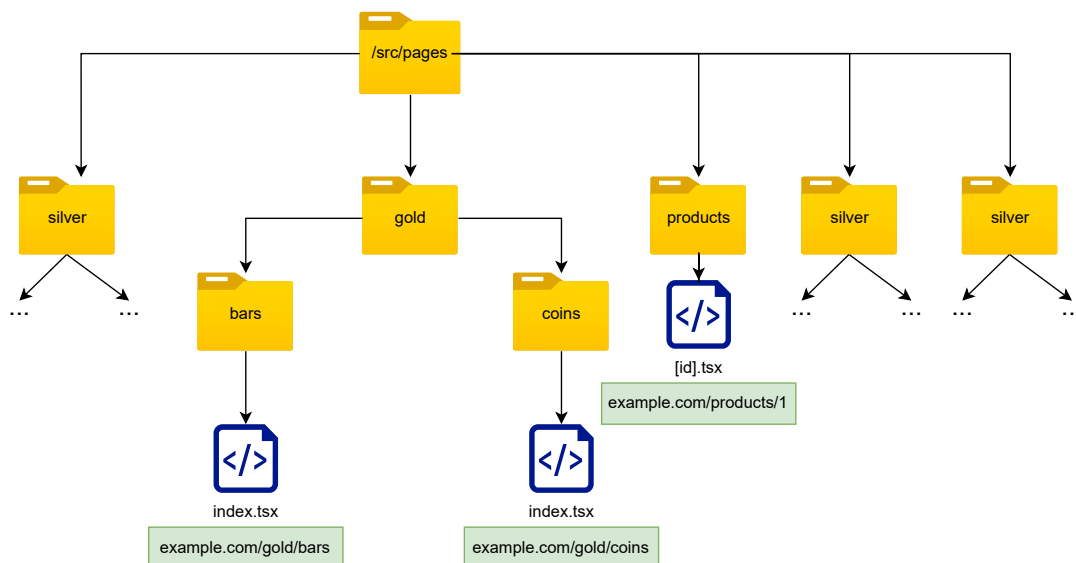 /src/pages
silver
gold
products
silver
silver
bars
coins
...
...
...
...
...
..
[id].tsx
example.com/products/1
index.tsx
index.tsx
example.com/gold/bars
example.com/gold/coins